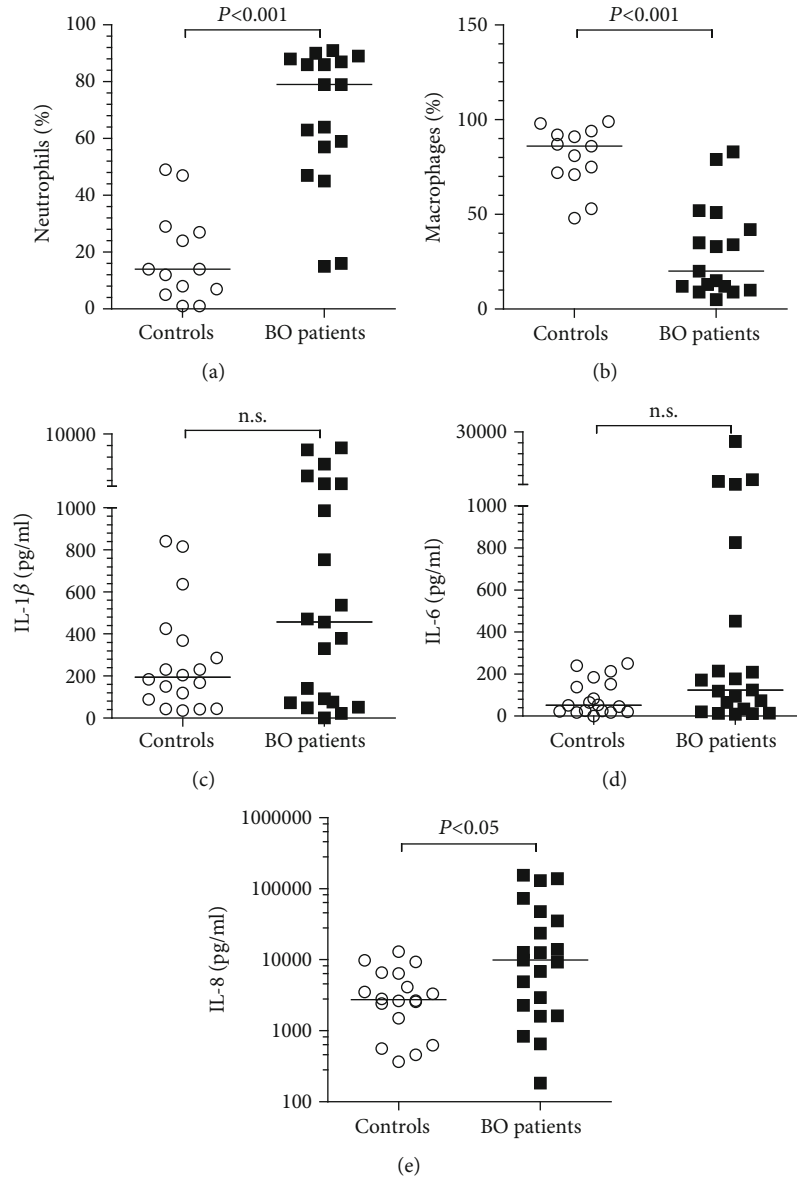 P<0.001
100
80
60
40
20
0
Neutrophils (%)
Controls
BO patients
(a)
P<0.001
150
100
50
0
Macrophages (%)
Controls
BO patients
(b)
n.s.
10000
1000
800
600
400
200
0
IL-1β (pg/ml)
Controls
BO patients
(c)
n.s.
30000
1000
800
600
400
200
0
IL-6 (pg/ml)
Controls
BO patients
(d)
P<0.05
1000000
100000
10000
1000
100
IL-8 (pg/ml)
Controls
BO patients
(e)